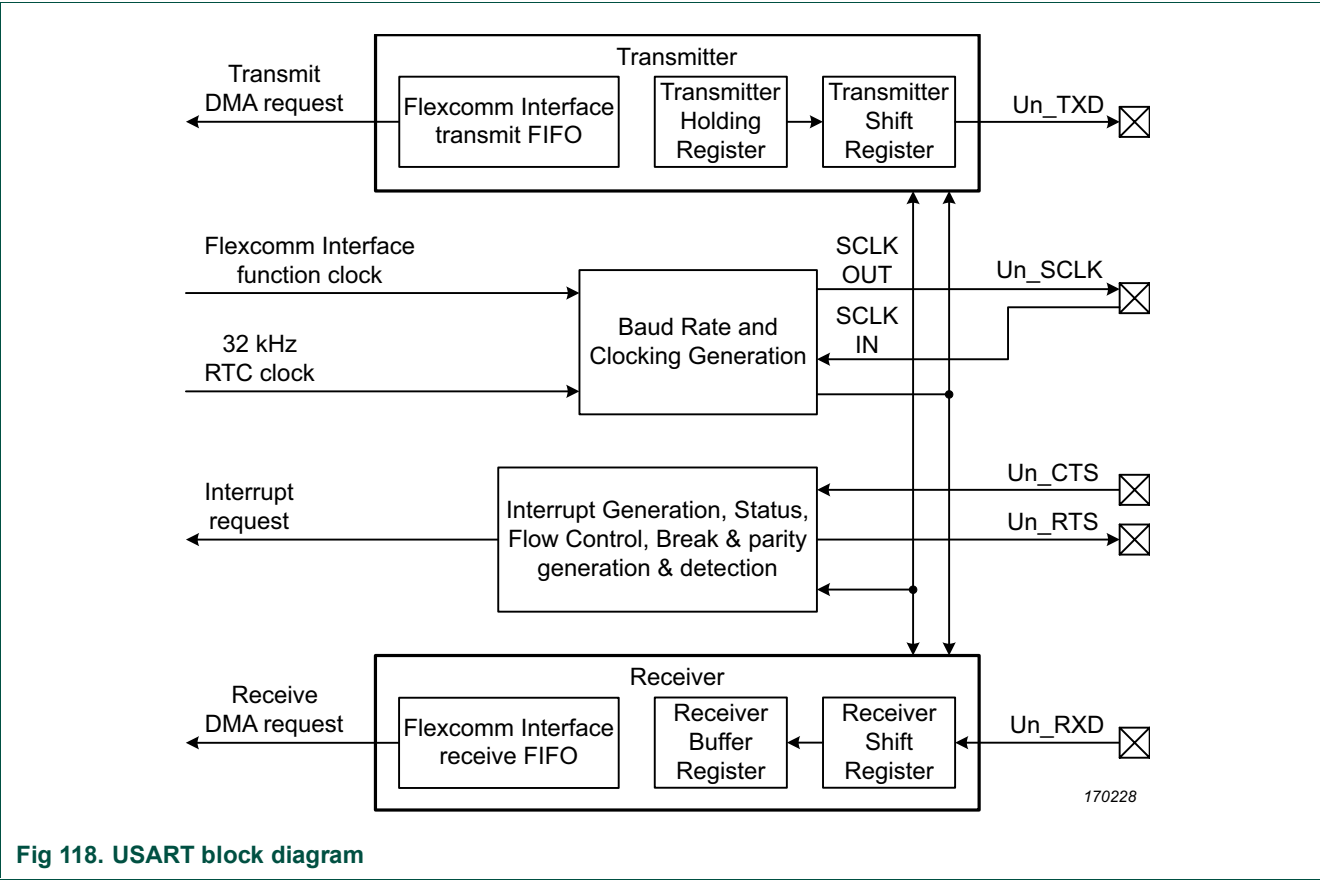 Transmitter
Transmit
DMA request
Flexcomm Interface
transmit FIFO
Transmitter
Holding
Register
Transmitter
Shift
Register
Un_TXD
Flexcomm Interface
function clock
32 kHz
RTC clock
Baud Rate and
Clocking Generation
SCLK
OUT
SCLK
IN
Un_SCLK
Interrupt
request
Interrupt Generation, Status,
Flow Control, Break & parity
generation & detection
Un_CTS
Un_RTS
Receiver
Receive
DMA request
Flexcomm Interface
receive FIFO
Receiver
Buffer
Register
Receiver
Shift
Register
Un_RXD
170228
Fig 118. USART block diagram